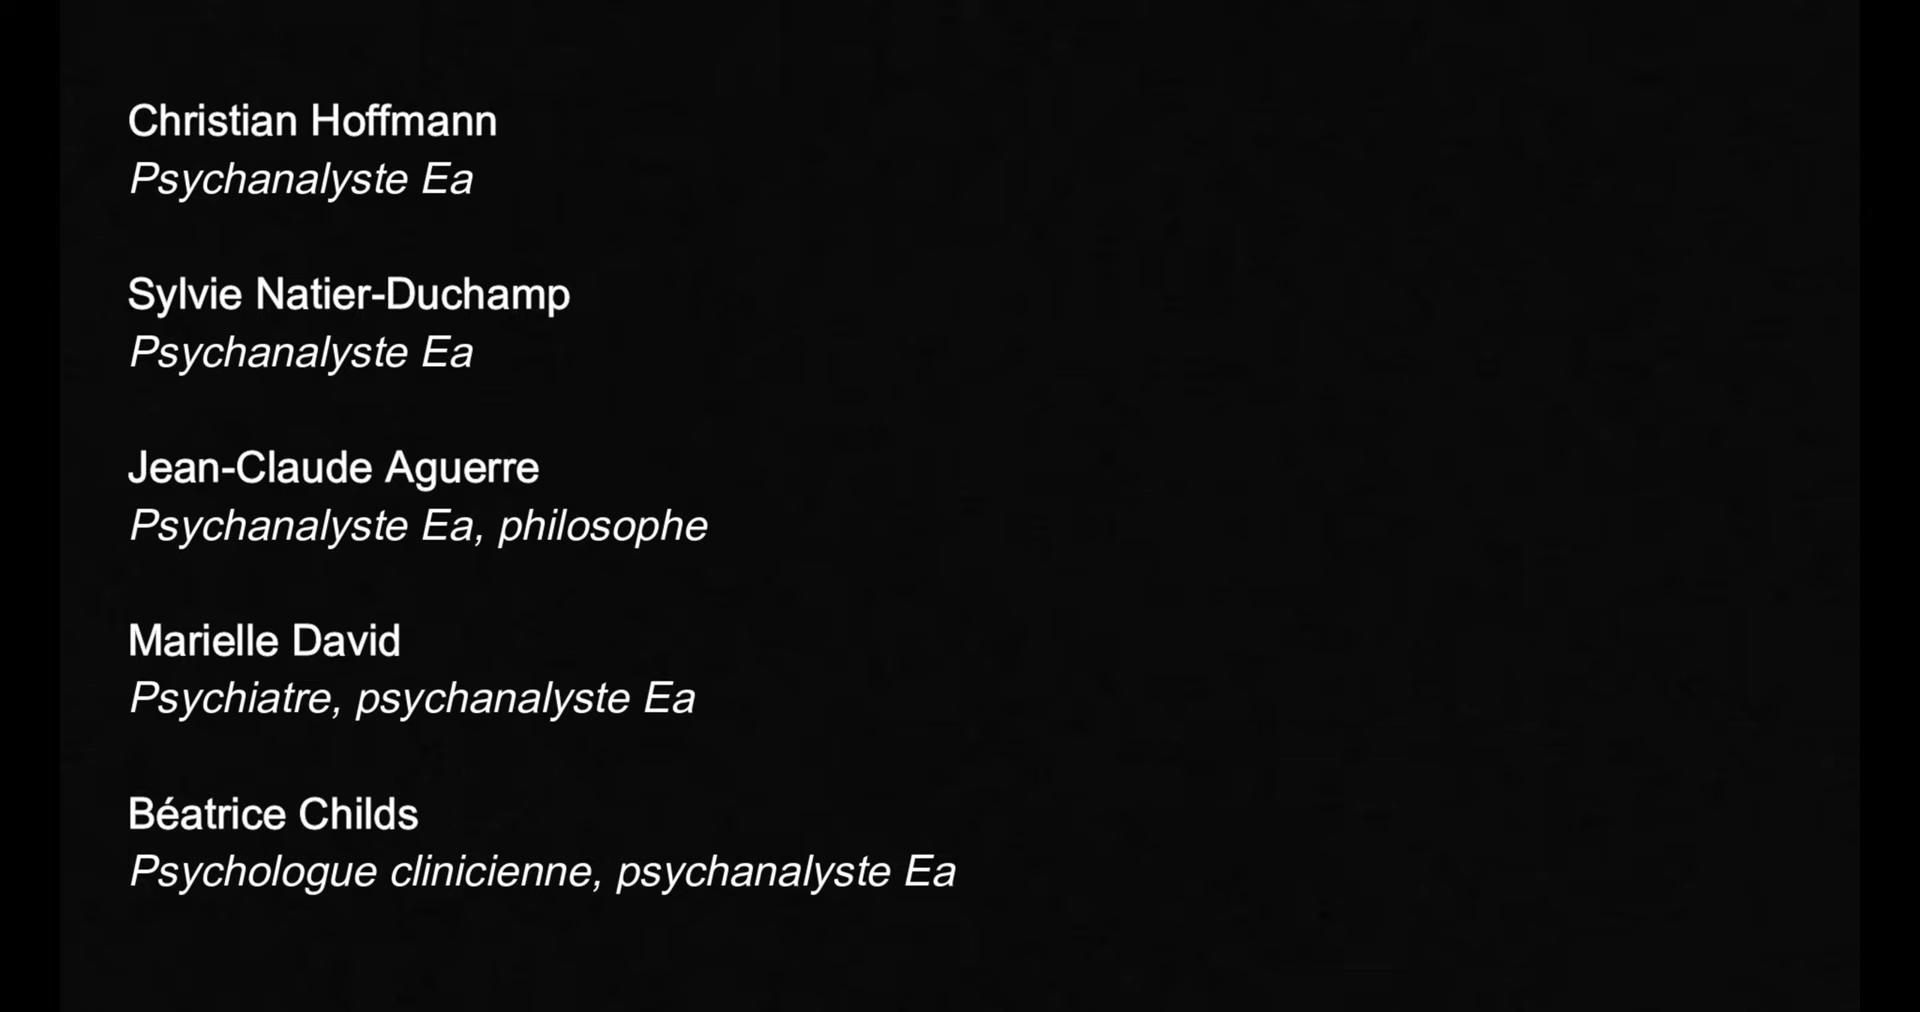 Christian Hoffmann
Psychanalyste Ea
Sylvie Natier-Duchamp
Psychanalyste Ea
Jean-Claude Aguerre
Psychanalyste Ea, philosophe
Marielle David
Psychiatre, psychanalyste Ea
Béatrice Childs
Psychologue clinicienne, psychanalyste Ea